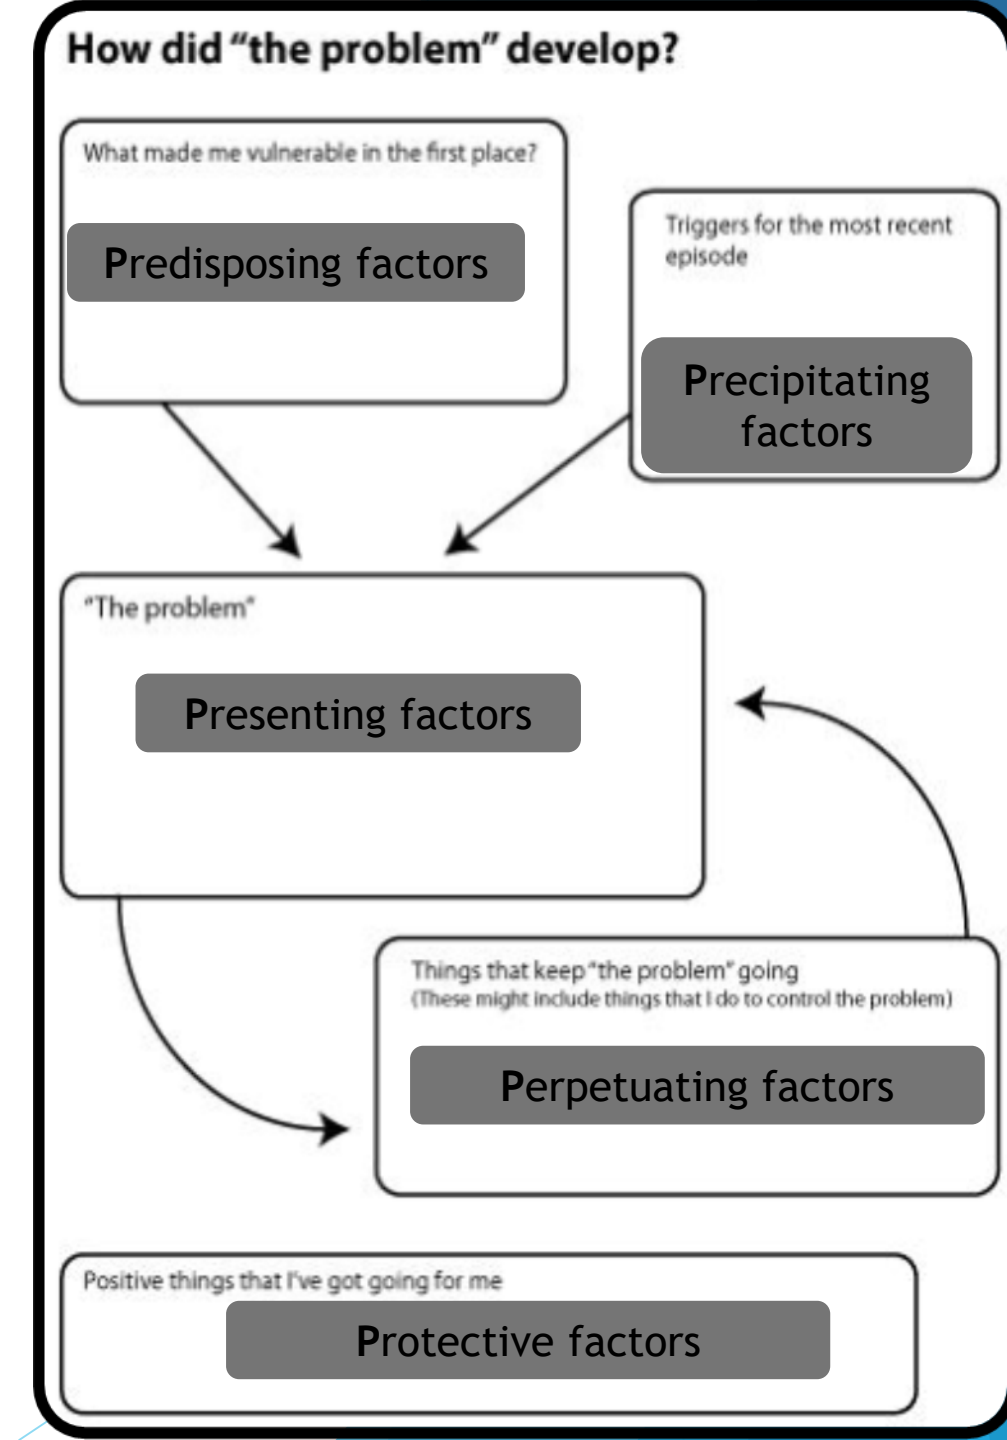 How did “the problem” develop?
What made me vulnerable in the first place?
Predisposing factors
Triggers for the most recent
episode
Precipitating
factors
“The problem”
Presenting factors
Things that keep “the problem” going
(These might include things that I do to control the problem)
Perpetuating factors
Positive things that I've got going for me
Protective factors